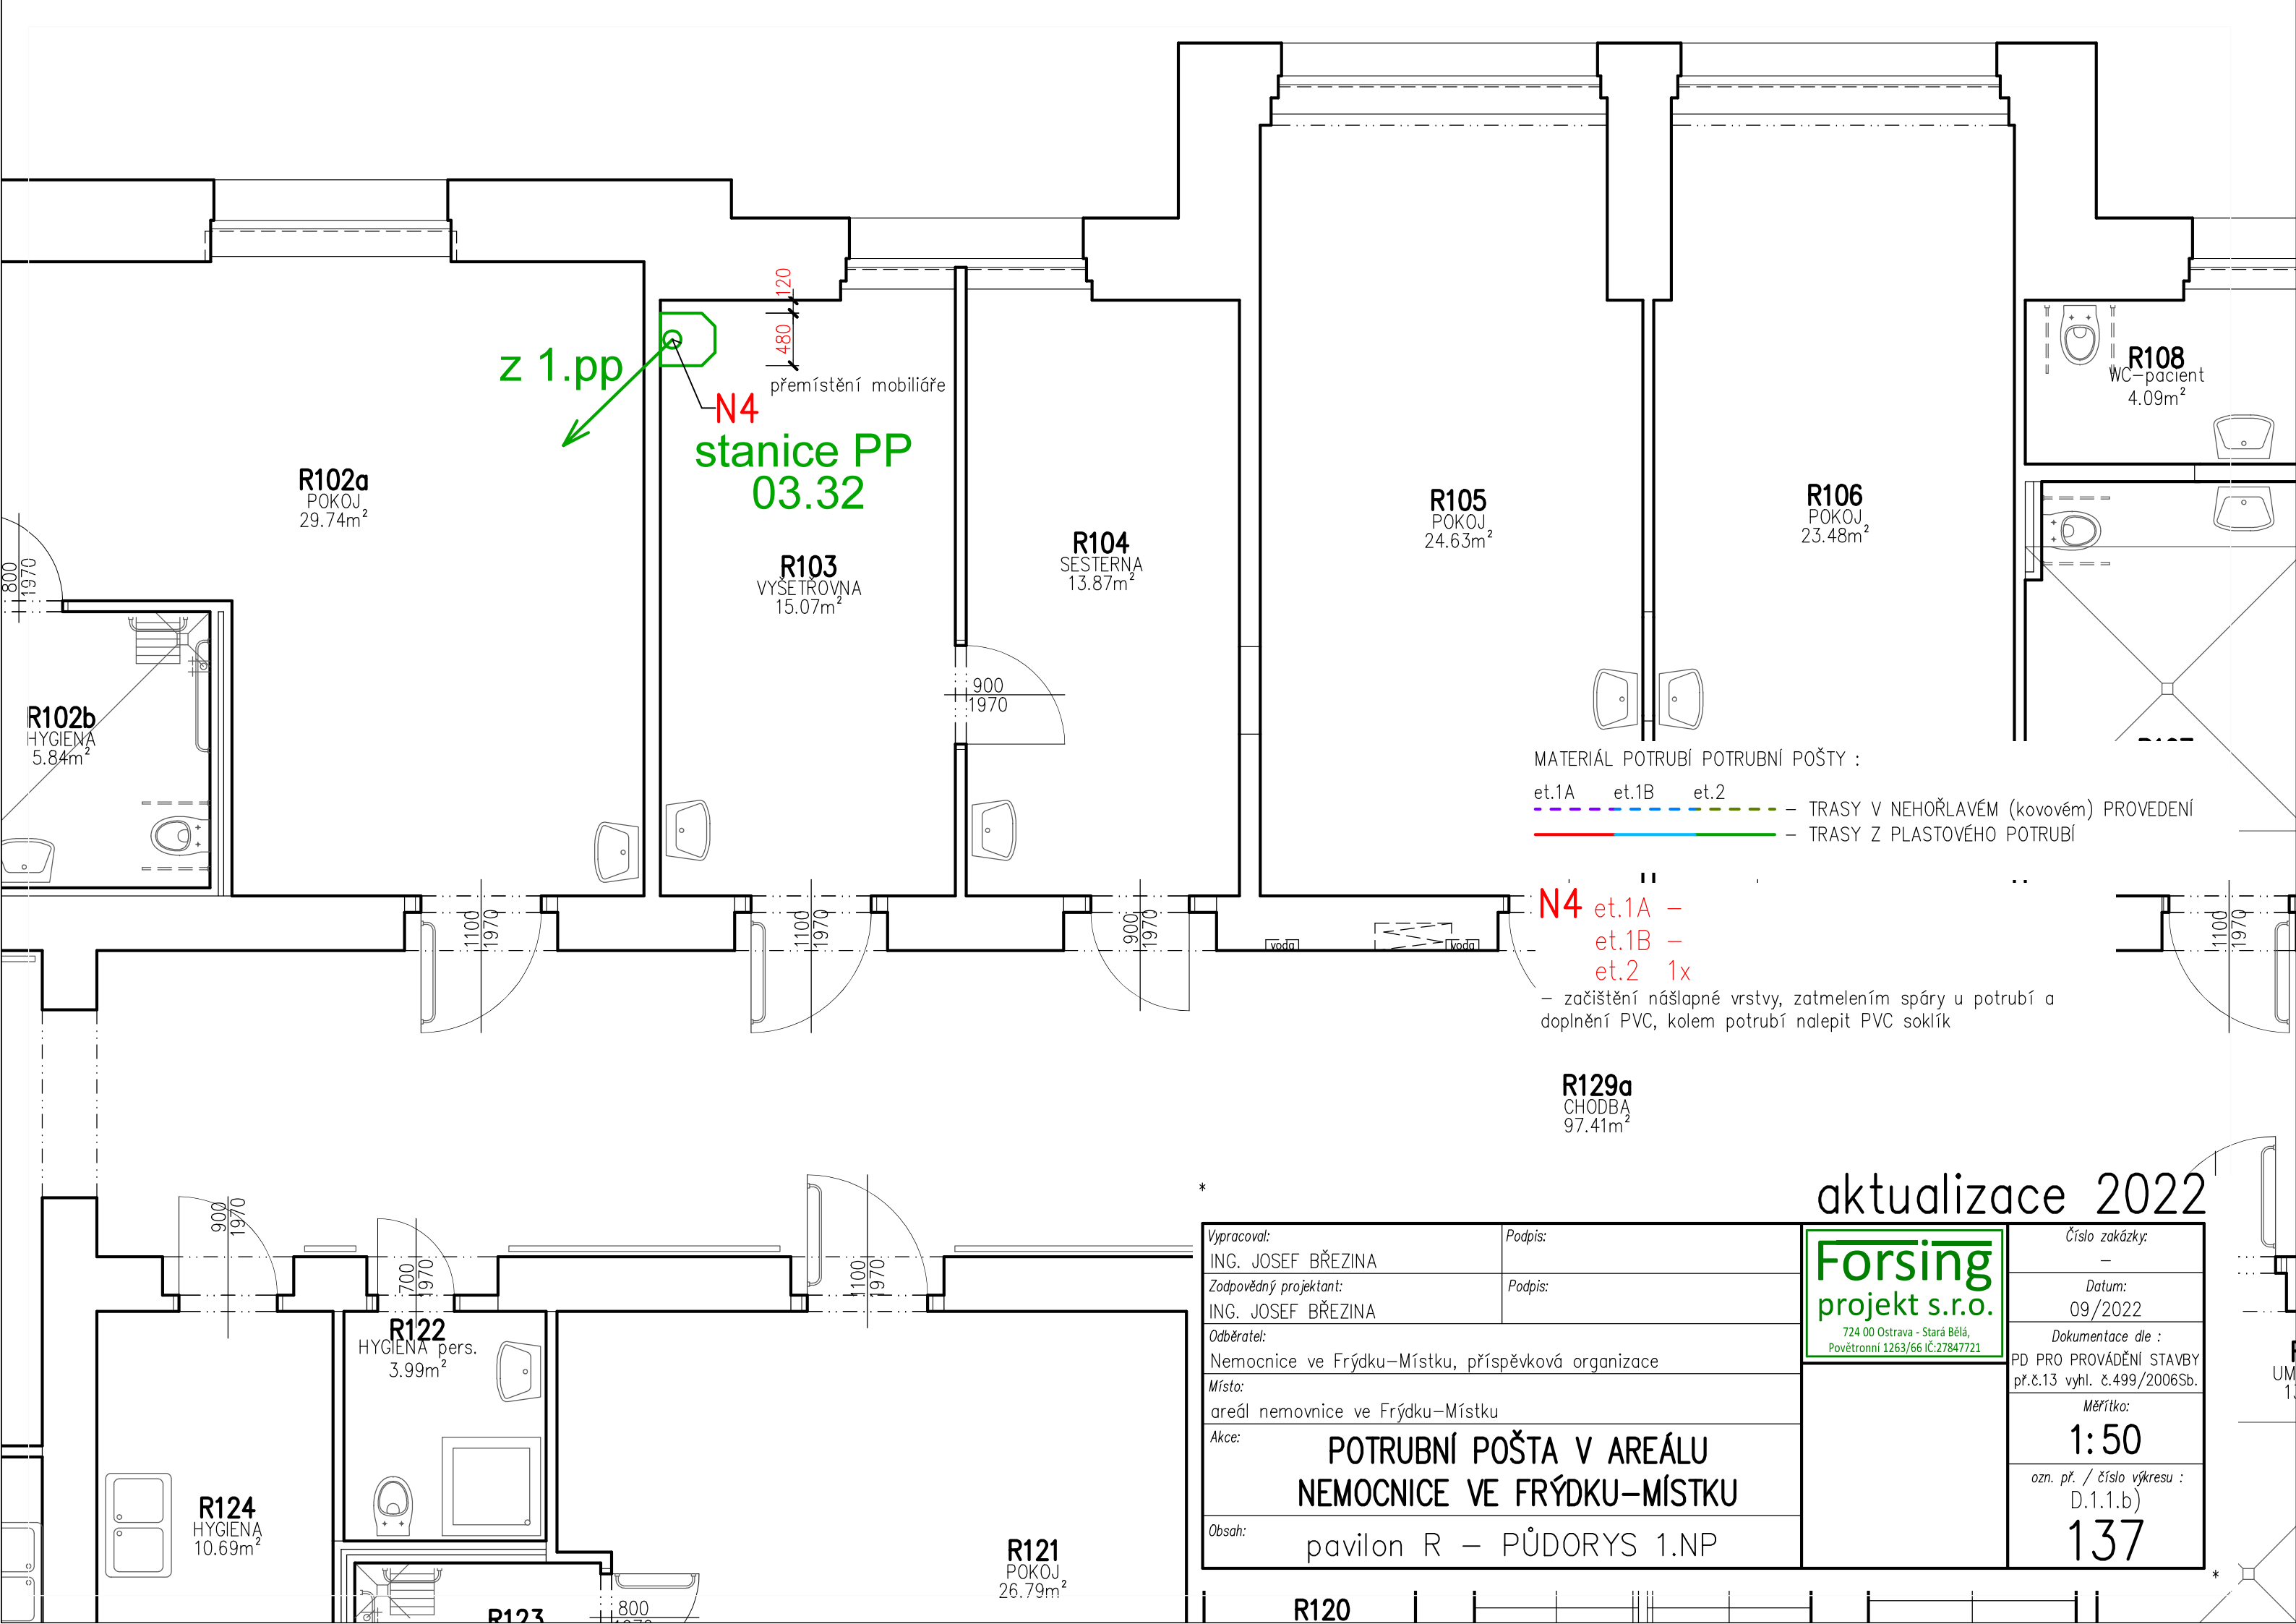 120
480
z 1.pp
přemístění mobiliáře
N4
stanice PP
03.32
R102a
POKOJ
29.74m²
R103
VYŠETŘOVNA
15.07m²
R104
SESTERNA
13.87m²
R105
POKOJ
24.63m²
R106
POKOJ
23.48m²
R108
WC-pacient
4.09m²
800
1970
R102b
HYGIENA
5.84m²
900
1970
MATERIÁL POTRUBÍ POTRUBNÍ POŠTY :
et.1A et.1B et.2
– TRASY V NEHOŘLAVÉM (kovovém) PROVEDENÍ
– TRASY Z PLASTOVÉHO POTRUBÍ
1100
1970
1100
1970
900
1970
voda
voda
1100
1970
N4 et.1A –
et.1B –
et.2 1x
– začištění nášlapné vrstvy, zatmelením spáry u potrubí a
doplnění PVC, kolem potrubí nalepit PVC soklík
R129a
CHODBA
97.41m²
900
1970
700
1970
1100
1970
R122
HYGIENA pers.
3.99m²
R124
HYGIENA
10.69m²
R121
POKOJ
26.79m²
R123
800
R120
aktualizace 2022
*
Vypracoval:
ING. JOSEF BŘEZINA
Podpis:
Zodpovědný projektant:
ING. JOSEF BŘEZINA
Podpis:
Odběratel:
Nemocnice ve Frýdku-Místku, příspěvková organizace
Místo:
areál nemovnice ve Frýdku-Místku
Akce:
POTRUBNÍ POŠTA V AREÁLU
NEMOCNICE VE FRÝDKU-MÍSTKU
Obsah:
pavilon R – PŮDORYS 1.NP
Forsing
projekt s.r.o.
724 00 Ostrava - Stará Bělá,
Povětronní 1263/66 IČ:27847721
Číslo zakázky:
–
Datum:
09/2022
Dokumentace dle :
PD PRO PROVÁDĚNÍ STAVBY
př.č.13 vyhl. č.499/2006Sb.
Měřítko:
1:50
ozn. př. / číslo výkresu :
D.1.1.b)
137
*